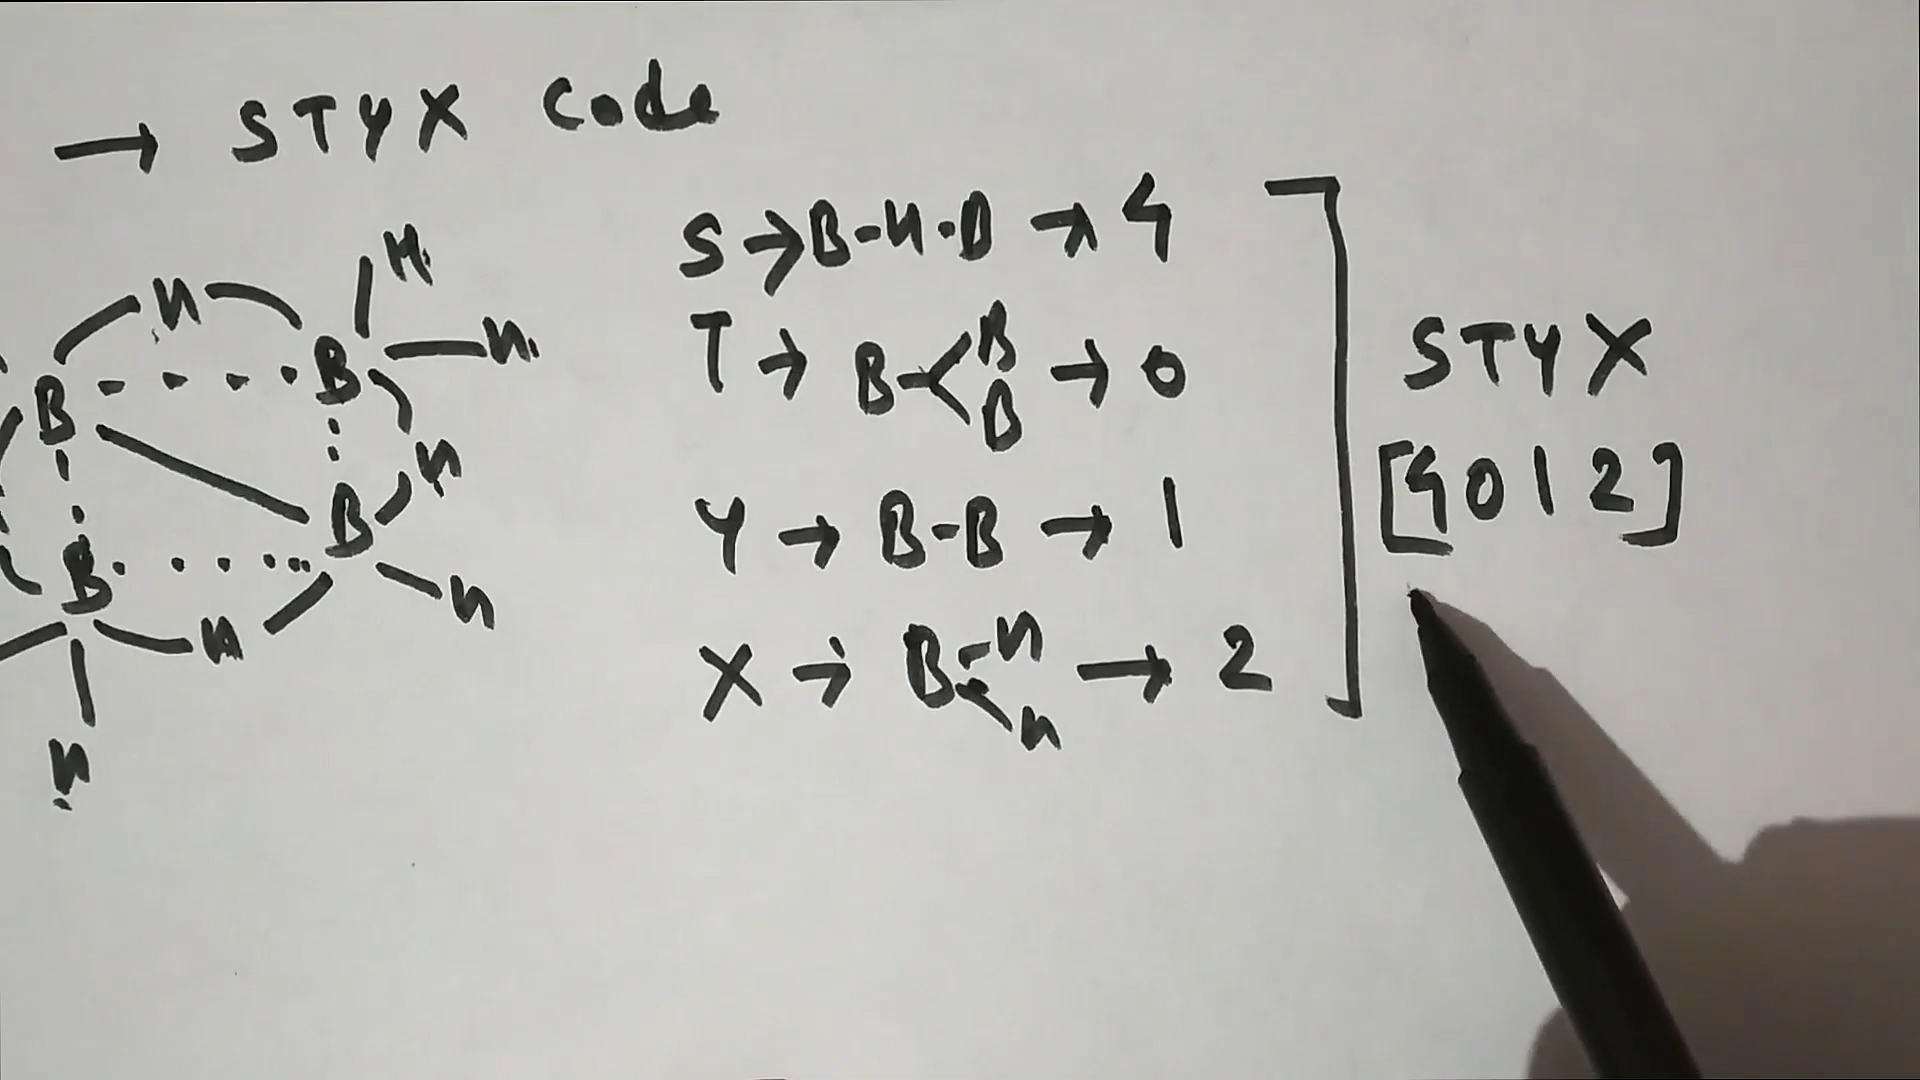 → STYX Code
S → B-H-B → 4
T → B-< B B → 0
Y → B-B → 1
X → B H H → 2
STYX
[4012]
H
H
H
B B
H
B B
H
H
H